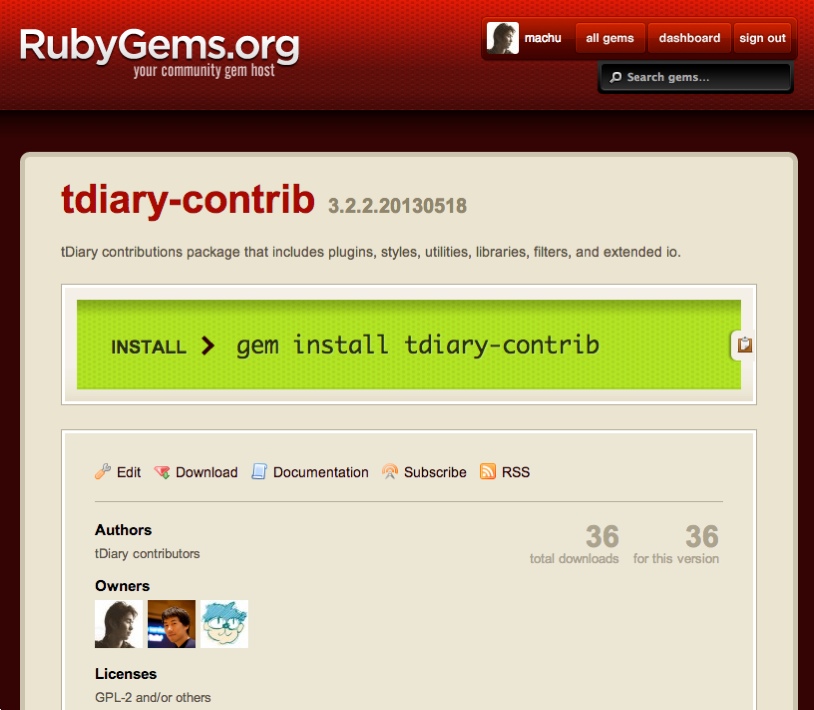 RubyGems.org
your community gem host
machu
all gems
dashboard
sign out
Search gems...
tdiary-contrib 3.2.2.20130518
tDiary contributions package that includes plugins, styles, utilities, libraries, filters, and extended io.
INSTALL gem install tdiary-contrib
Edit Download Documentation Subscribe RSS
Authors
tDiary contributors
36
total downloads
36
for this version
Owners
Licenses
GPL-2 and/or others